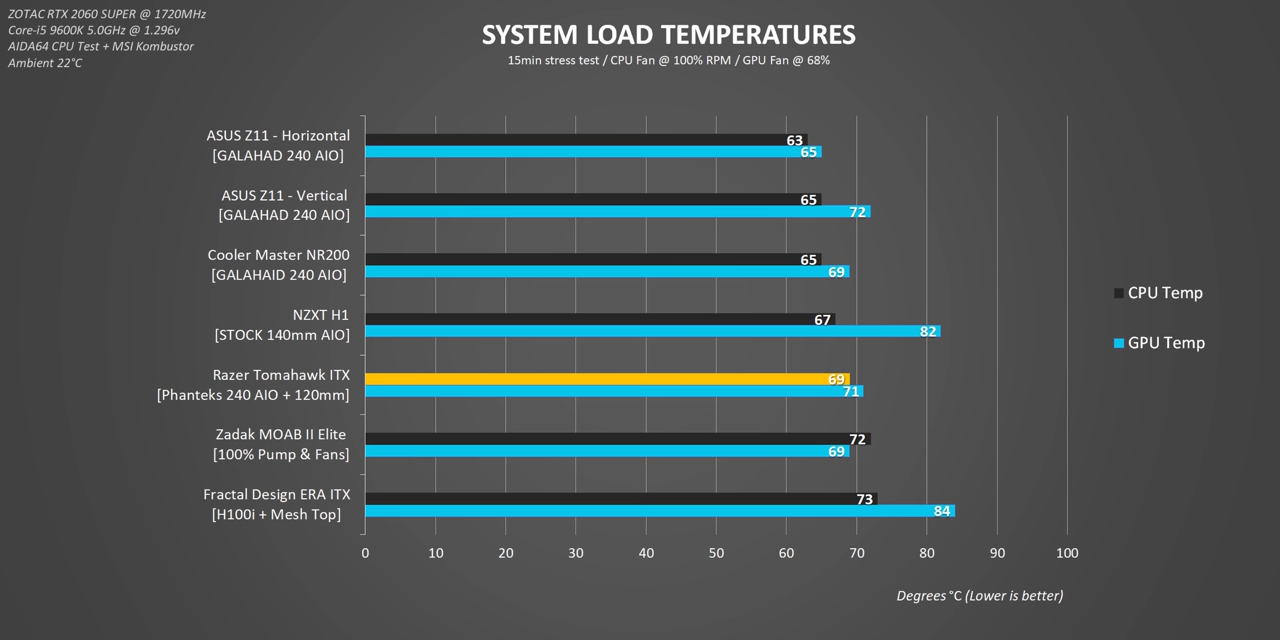 ZOTAC RTX 2060 SUPER @ 1720MHz
Core-i5 9600K 5.0GHz @ 1.296v
AIDA64 CPU Test + MSI Kombustor
Ambient 22°C
SYSTEM LOAD TEMPERATURES
15min stress test / CPU Fan @ 100% RPM / GPU Fan @ 68%
ASUS Z11 - Horizontal
[GALAHAD 240 AIO]
63
65
ASUS Z11 - Vertical
[GALAHAD 240 AIO]
65
72
Cooler Master NR200
[GALAHAID 240 AIO]
65
69
NZXT H1
[STOCK 140mm AIO]
67
82
Razer Tomahawk ITX
[Phanteks 240 AIO + 120mm]
69
71
Zadak MOAB II Elite
[100% Pump & Fans]
72
69
Fractal Design ERA ITX
[H100i + Mesh Top]
73
84
CPU Temp
GPU Temp
0 10 20 30 40 50 60 70 80 90 100
Degrees °C (Lower is better)